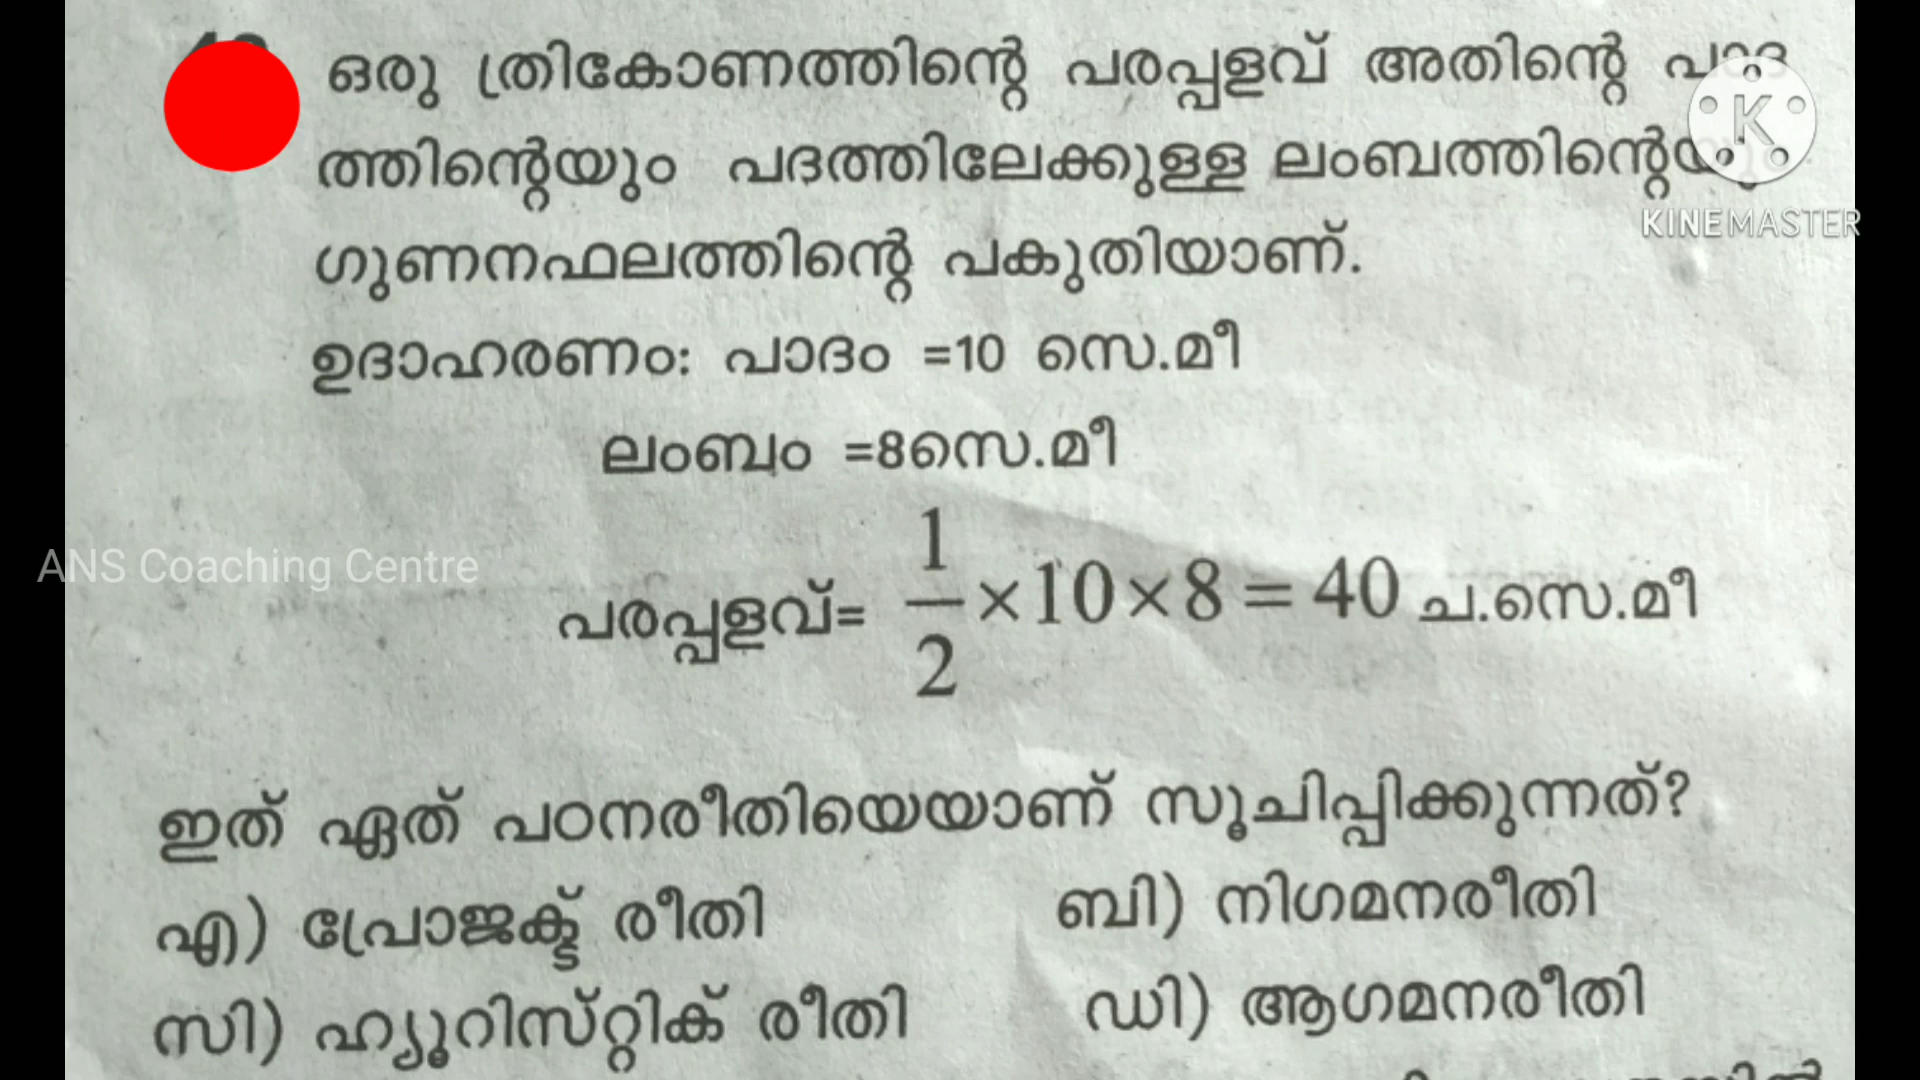 ഒരു ത്രികോണത്തിന്റെ പരപ്പളവ് അതിന്റെ പാദ
ത്തിന്റെയും പദത്തിലേക്കുള്ള ലംബത്തിന്റെയും
ഗുണനഫലത്തിന്റെ പകുതിയാണ്.
ഉദാഹരണം: പാദം =10 സെ.മീ
ലംബം =8സെ.മീ
പരപ്പളവ്= 1/2 ×10×8 = 40 ച.സെ.മീ
ഇത് ഏത് പഠനരീതിയെയാണ് സൂചിപ്പിക്കുന്നത്?
എ) പ്രോജക്ട് രീതി ബി) നിഗമനരീതി
സി) ഹ്യൂറിസ്റ്റിക് രീതി ഡി) ആഗമനരീതി
K
KINEMASTER
ANS Coaching Centre